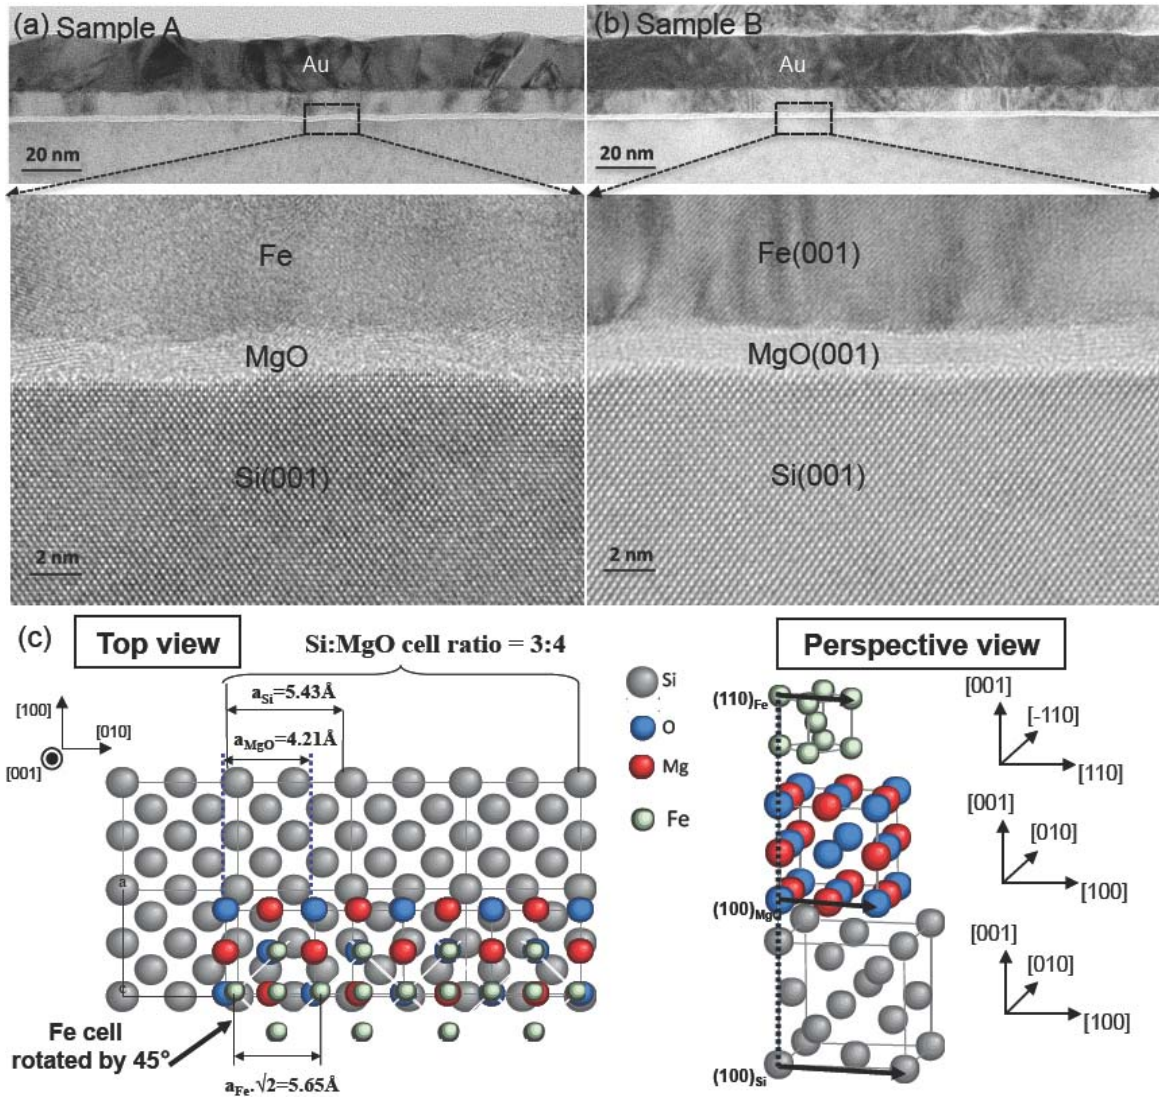 (a) Sample A
Au
20 nm
(b) Sample B
Au
20 nm
Fe
MgO
Si(001)
2 nm
Fe(001)
MgO(001)
Si(001)
2 nm
(c)
Top view
Si:MgO cell ratio = 3:4
aSi=5.43Å
aMgO=4.21Å
[100]
[010]
[001]
a
c
Fe cell
rotated by 45°
aFe.√2=5.65Å
Si
O
Mg
Fe
Perspective view
(110)Fe
(100)MgO
(100)Si
[001]
[-110]
[110]
[001]
[010]
[100]
[001]
[010]
[100]